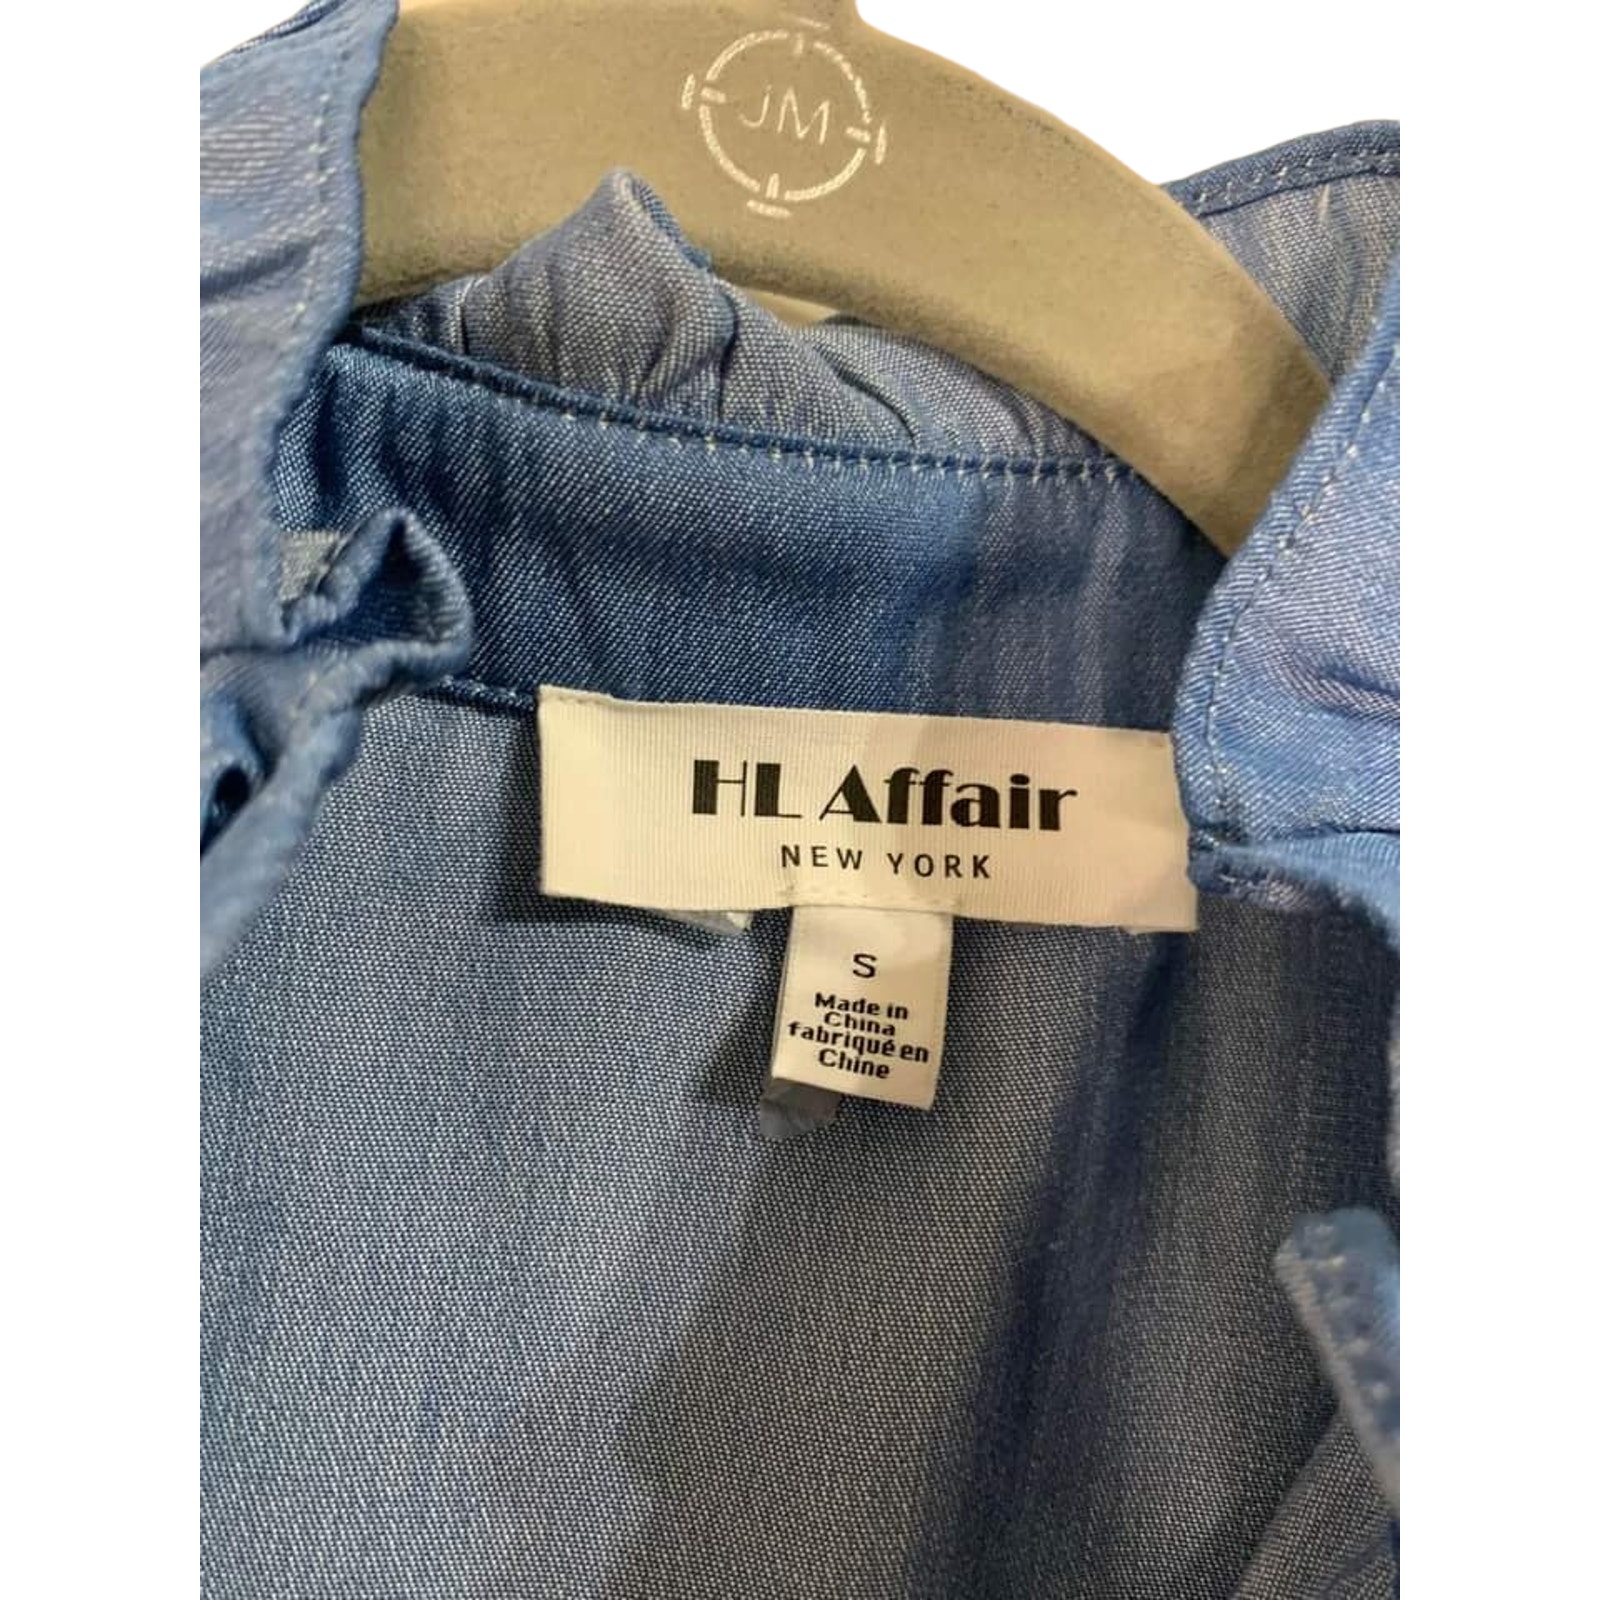 JM
HL Affair
NEW YORK
S
Made in
China
fabriqué en
Chine